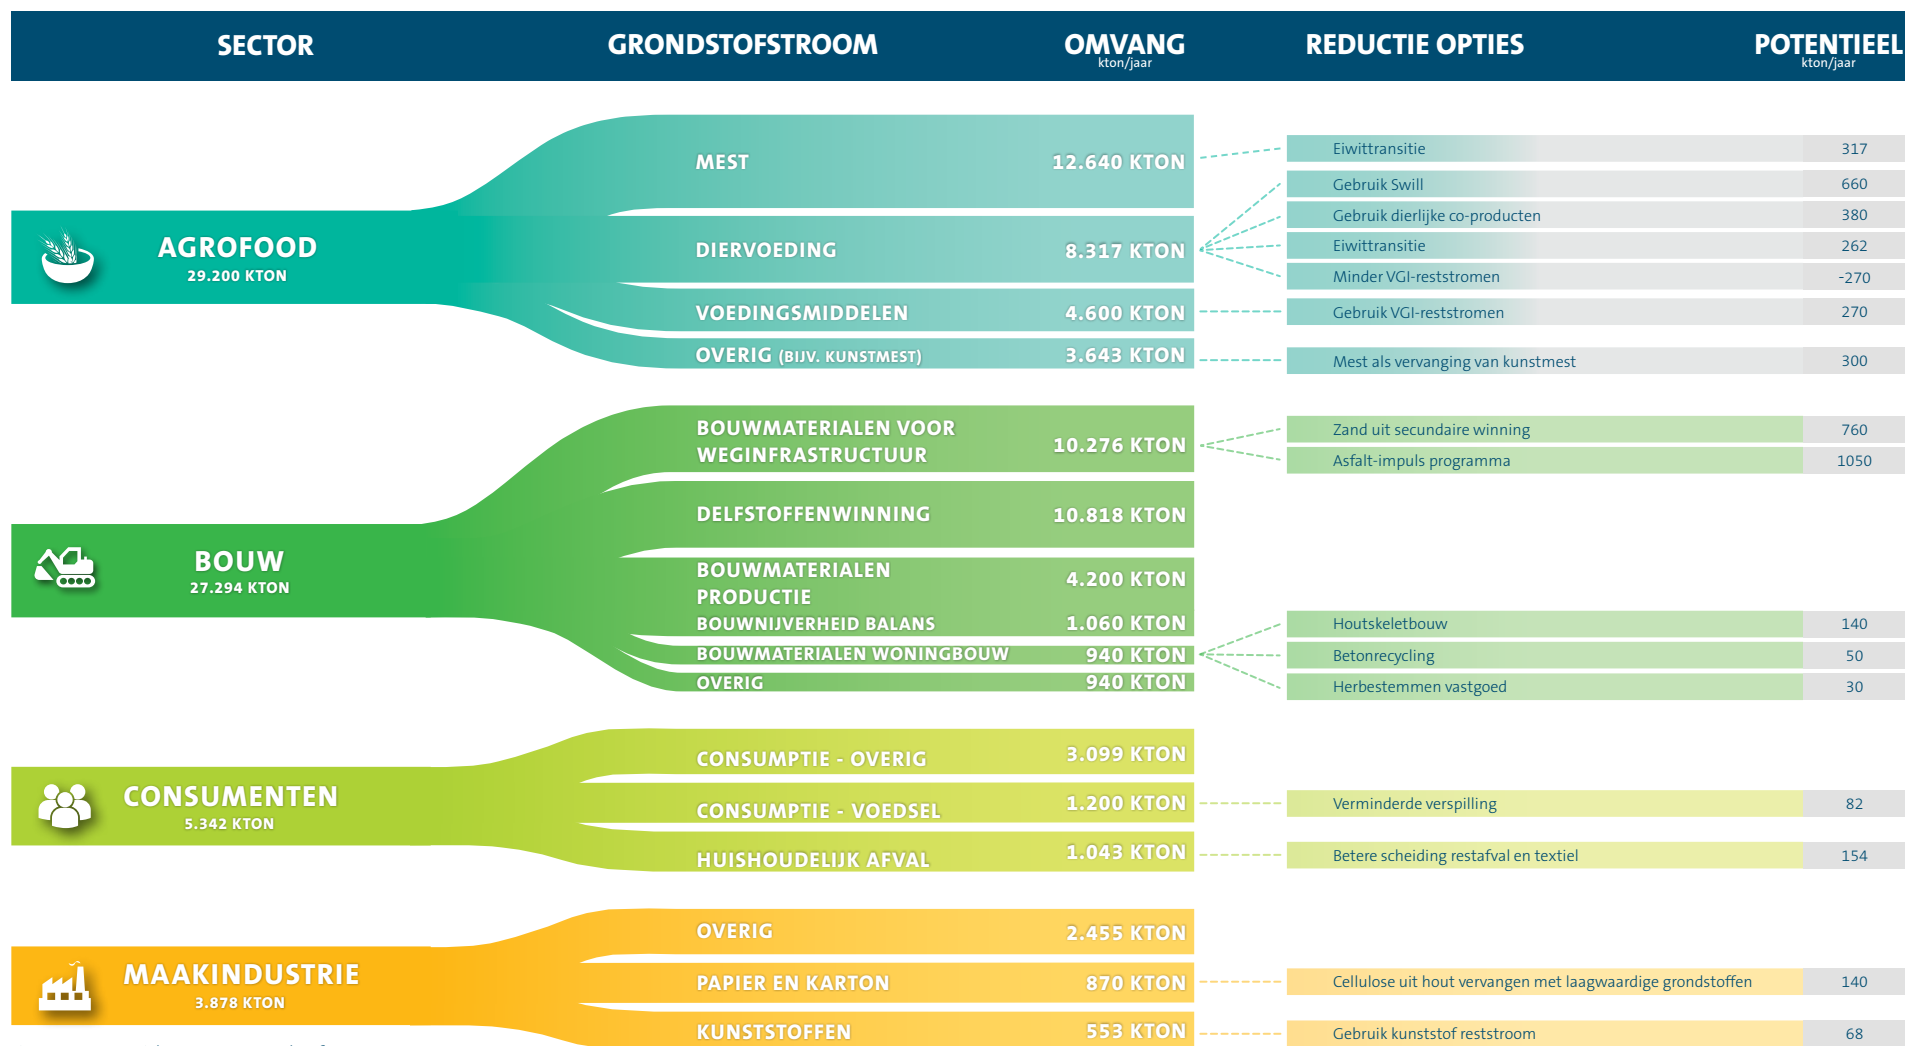 SECTOR
GRONDSTOFSTROOM
OMVANG
kton/jaar
REDUCTIE OPTIES
POTENTIEEL
kton/jaar
AGROFOOD
29.200 KTON
MEST 12.640 KTON
Eiwittransitie 317
DIERVOEDING 8.317 KTON
Gebruik Swill 660
Gebruik dierlijke co-producten 380
Eiwittransitie 262
Minder VGI-reststromen -270
VOEDINGSMIDDELEN 4.600 KTON
Gebruik VGI-reststromen 270
OVERIG (BIJV. KUNSTMEST) 3.643 KTON
Mest als vervanging van kunstmest 300
BOUW
27.294 KTON
BOUWMATERIALEN VOOR
WEGINFRASTRUCTUUR 10.276 KTON
Zand uit secundaire winning 760
Asfalt-impuls programma 1050
DELFSTOFFENWINNING 10.818 KTON
BOUWMATERIALEN
PRODUCTIE 4.200 KTON
BOUWNIJVERHEID BALANS 1.060 KTON
BOUWMATERIALEN WONINGBOUW 940 KTON
Houtskeletbouw 140
Betonrecycling 50
Herbestemmen vastgoed 30
OVERIG 940 KTON
CONSUMENTEN
5.342 KTON
CONSUMPTIE - OVERIG 3.099 KTON
CONSUMPTIE - VOEDSEL 1.200 KTON
Verminderde verspilling 82
HUISHOUDELIJK AFVAL 1.043 KTON
Betere scheiding restafval en textiel 154
MAAKINDUSTRIE
3.878 KTON
OVERIG 2.455 KTON
PAPIER EN KARTON 870 KTON
Cellulose uit hout vervangen met laagwaardige grondstoffen 140
KUNSTSTOFFEN 553 KTON
Gebruik kunststof reststroom 68